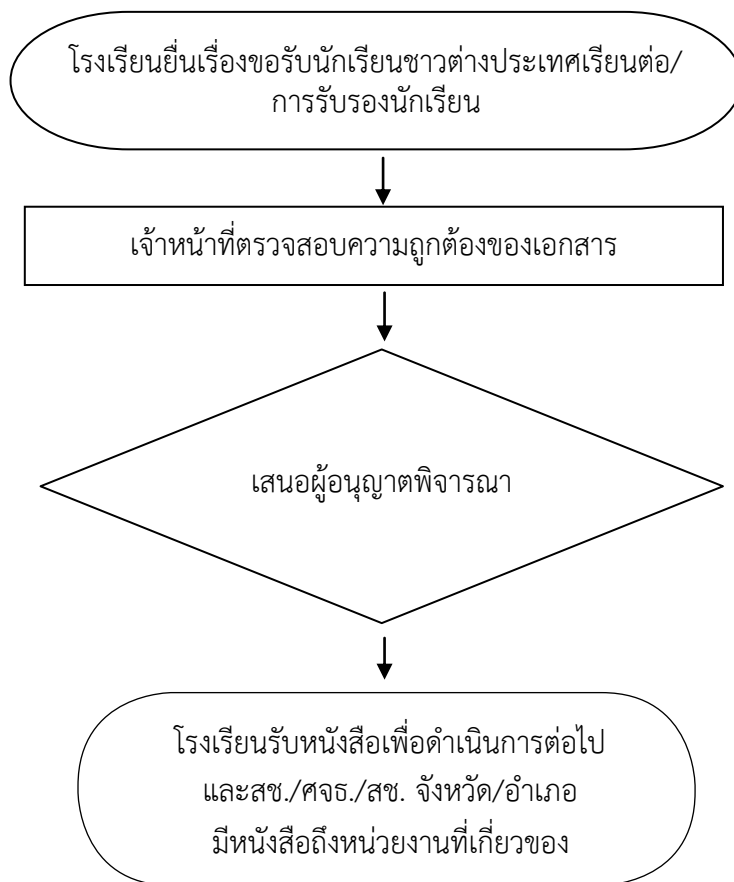 โรงเรียนยื่นเรื่องขอรับนักเรียนชาวต่างประเทศเรียนต่อ/
การรับรองนักเรียน
เจ้าหน้าที่ตรวจสอบความถูกต้องของเอกสาร
เสนอผู้อนุญาตพิจารณา
โรงเรียนรับหนังสือเพื่อดำเนินการต่อไป
และสช./ศจธ./สช. จังหวัด/อำเภอ
มีหนังสือถึงหน่วยงานที่เกี่ยวของ